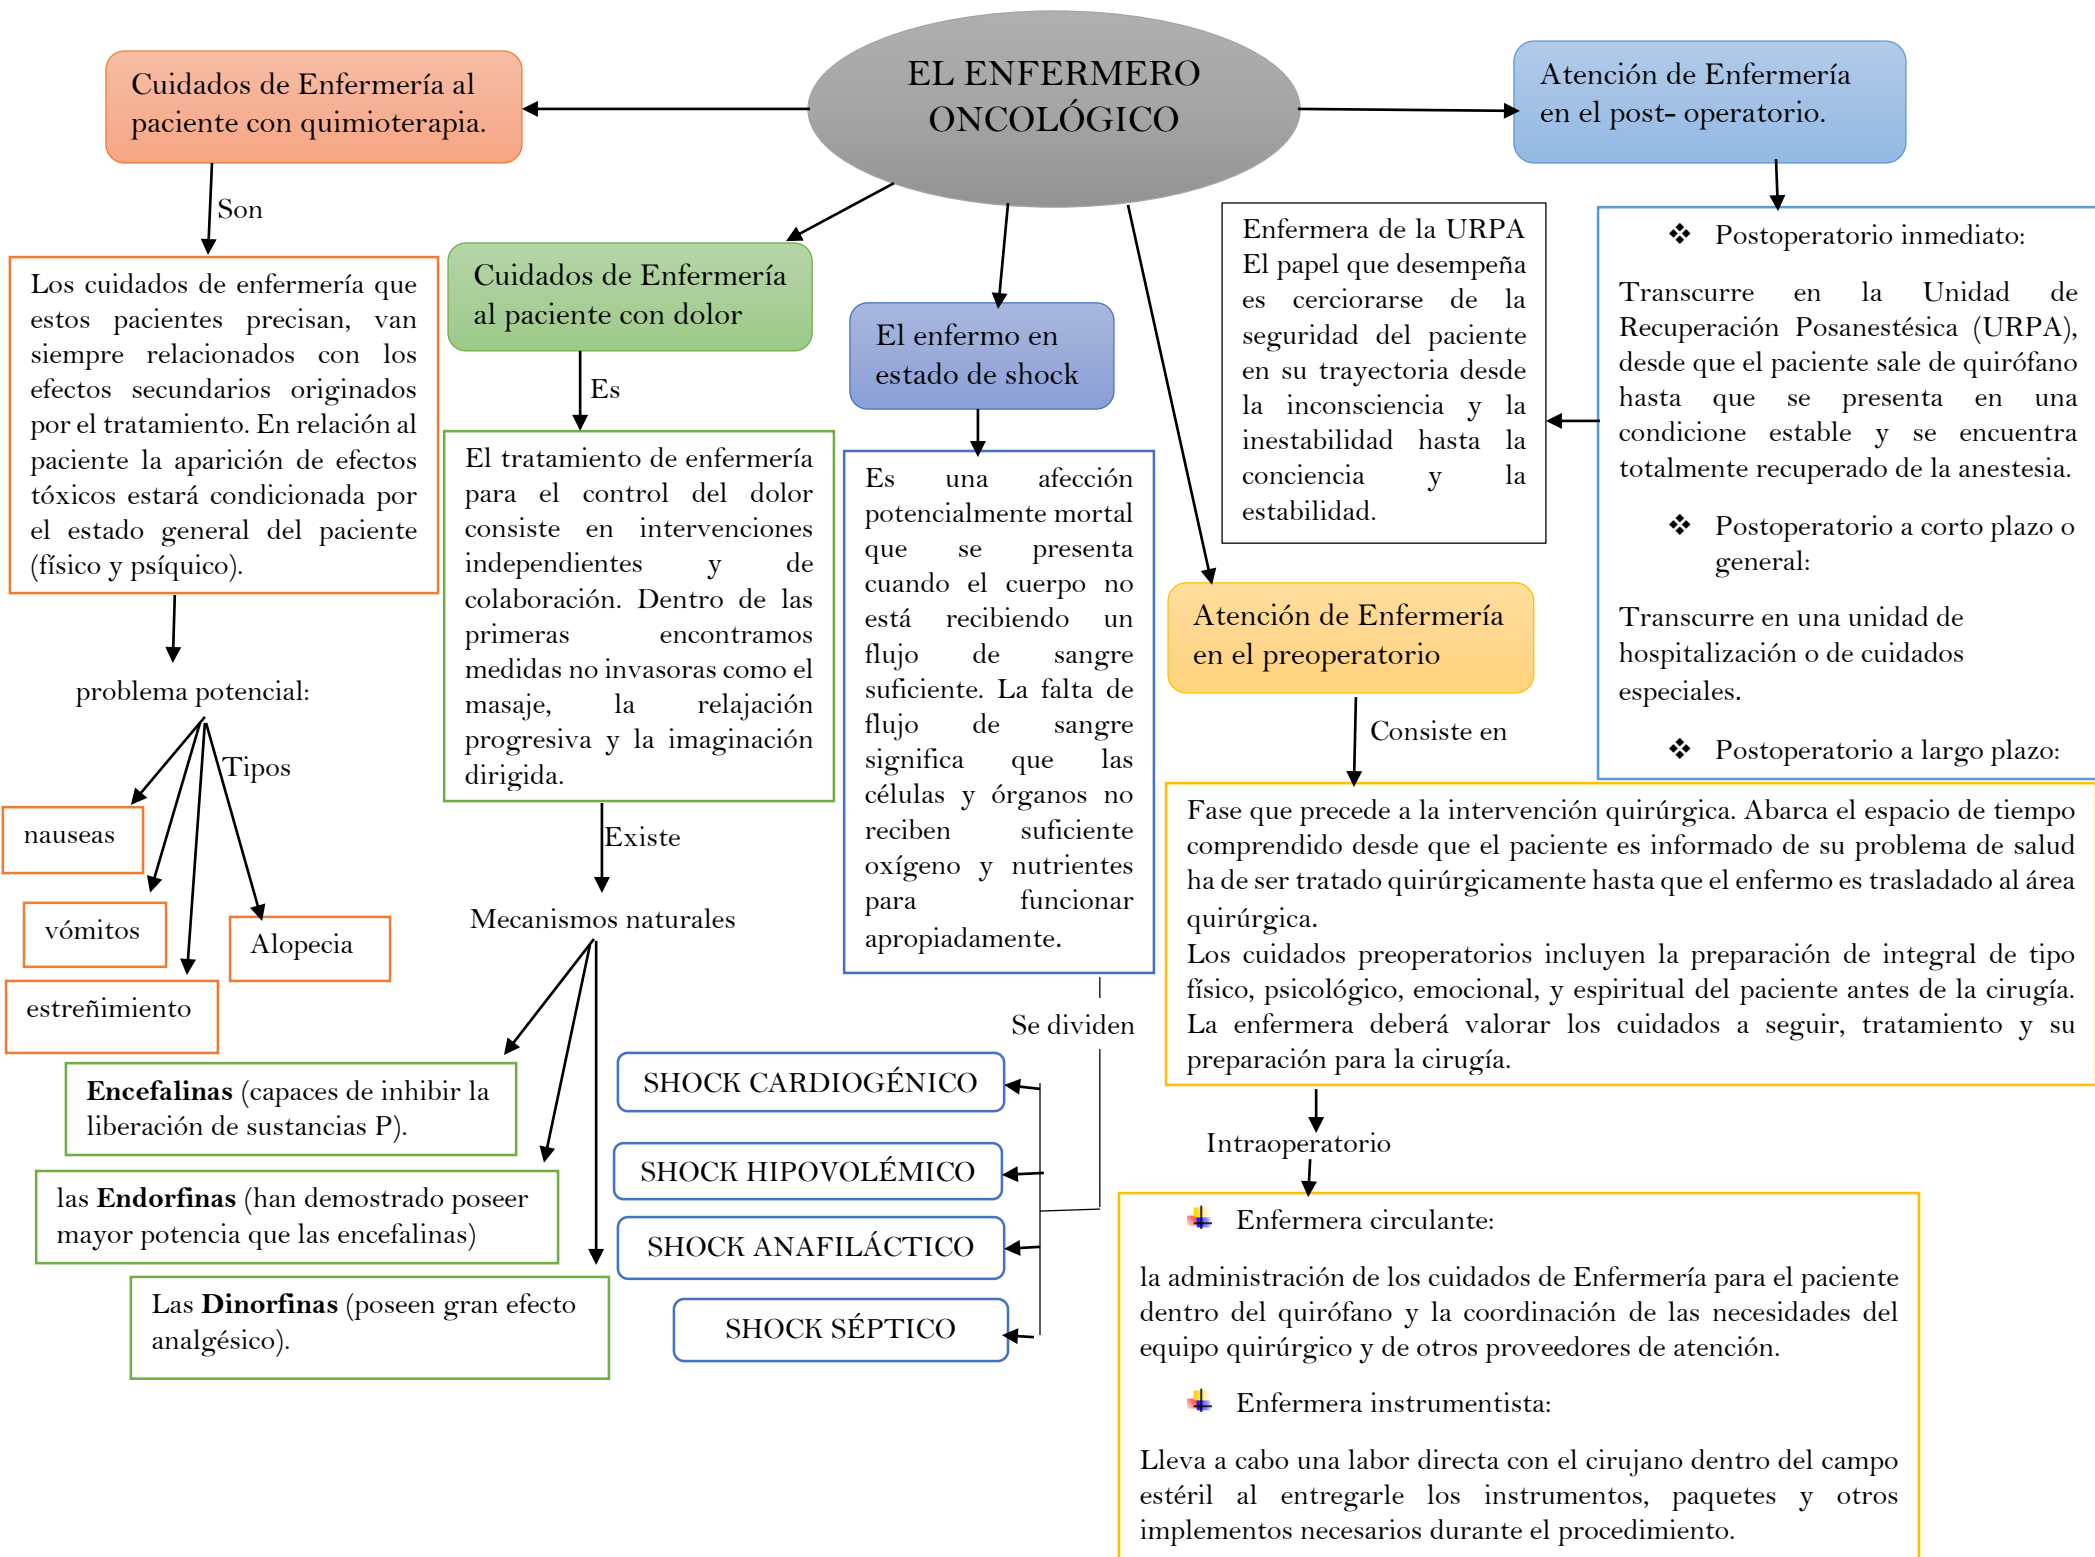 EL ENFERMERO
ONCOLÓGICO
Cuidados de Enfermería al
paciente con quimioterapia.
Son
Los cuidados de enfermería que
estos pacientes precisan, van
siempre relacionados con los
efectos secundarios originados
por el tratamiento. En relación al
paciente la aparición de efectos
tóxicos estará condicionada por
el estado general del paciente
(físico y psíquico).
problema potencial:
Tipos
nauseas
vómitos
estreñimiento
Alopecia
Cuidados de Enfermería
al paciente con dolor
Es
El tratamiento de enfermería
para el control del dolor
consiste en intervenciones
independientes y de
colaboración. Dentro de las
primeras encontramos
medidas no invasoras como el
masaje, la relajación
progresiva y la imaginación
dirigida.
Existe
Mecanismos naturales
Encefalinas (capaces de inhibir la
liberación de sustancias P).
las Endorfinas (han demostrado poseer
mayor potencia que las encefalinas)
Las Dinorfinas (poseen gran efecto
analgésico).
El enfermo en
estado de shock
Es una afección
potencialmente mortal
que se presenta
cuando el cuerpo no
está recibiendo un
flujo de sangre
suficiente. La falta de
flujo de sangre
significa que las
células y órganos no
reciben suficiente
oxígeno y nutrientes
para funcionar
apropiadamente.
Se dividen
SHOCK CARDIOGÉNICO
SHOCK HIPOVOLÉMICO
SHOCK ANAFILÁCTICO
SHOCK SÉPTICO
Atención de Enfermería
en el preoperatorio
Consiste en
Fase que precede a la intervención quirúrgica. Abarca el espacio de tiempo
comprendido desde que el paciente es informado de su problema de salud
ha de ser tratado quirúrgicamente hasta que el enfermo es trasladado al área
quirúrgica.
Los cuidados preoperatorios incluyen la preparación de integral de tipo
físico, psicológico, emocional, y espiritual del paciente antes de la cirugía.
La enfermera deberá valorar los cuidados a seguir, tratamiento y su
preparación para la cirugía.
Intraoperatorio
Enfermera circulante:
la administración de los cuidados de Enfermería para el paciente
dentro del quirófano y la coordinación de las necesidades del
equipo quirúrgico y de otros proveedores de atención.
Enfermera instrumentista:
Lleva a cabo una labor directa con el cirujano dentro del campo
estéril al entregarle los instrumentos, paquetes y otros
implementos necesarios durante el procedimiento.
Atención de Enfermería
en el post- operatorio.
❖ Postoperatorio inmediato:
Transcurre en la Unidad de
Recuperación Posanestésica (URPA),
desde que el paciente sale de quirófano
hasta que se presenta en una
condicione estable y se encuentra
totalmente recuperado de la anestesia.
❖ Postoperatorio a corto plazo o
general:
Transcurre en una unidad de
hospitalización o de cuidados
especiales.
❖ Postoperatorio a largo plazo:
Enfermera de la URPA
El papel que desempeña
es cerciorarse de la
seguridad del paciente
en su trayectoria desde
la inconsciencia y la
inestabilidad hasta la
conciencia y la
estabilidad.